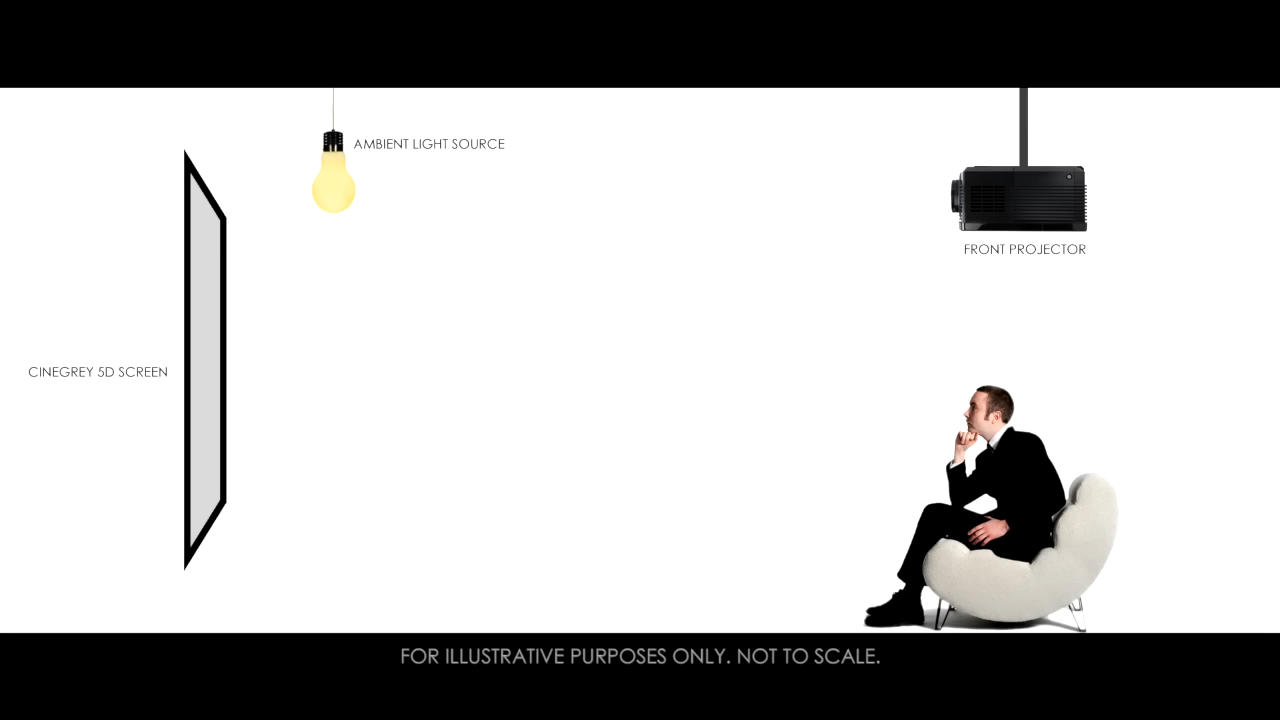 AMBIENT LIGHT SOURCE
FRONT PROJECTOR
CINEGREY 5D SCREEN
FOR ILLUSTRATIVE PURPOSES ONLY. NOT TO SCALE.